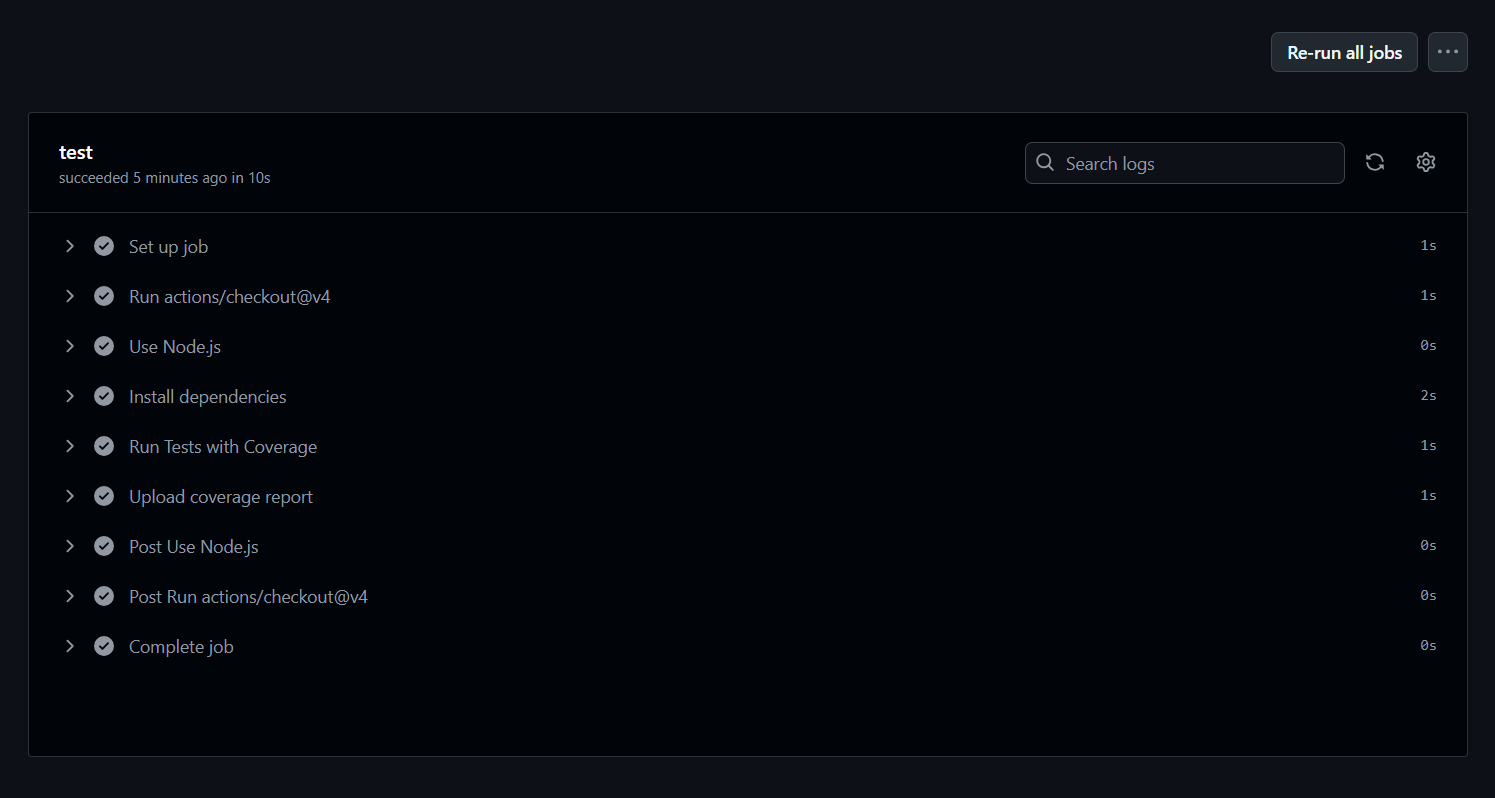 Re-run all jobs
test
succeeded 5 minutes ago in 10s
Search logs
Set up job 1s
Run actions/checkout@v4 1s
Use Node.js 0s
Install dependencies 2s
Run Tests with Coverage 1s
Upload coverage report 1s
Post Use Node.js 0s
Post Run actions/checkout@v4 0s
Complete job 0s